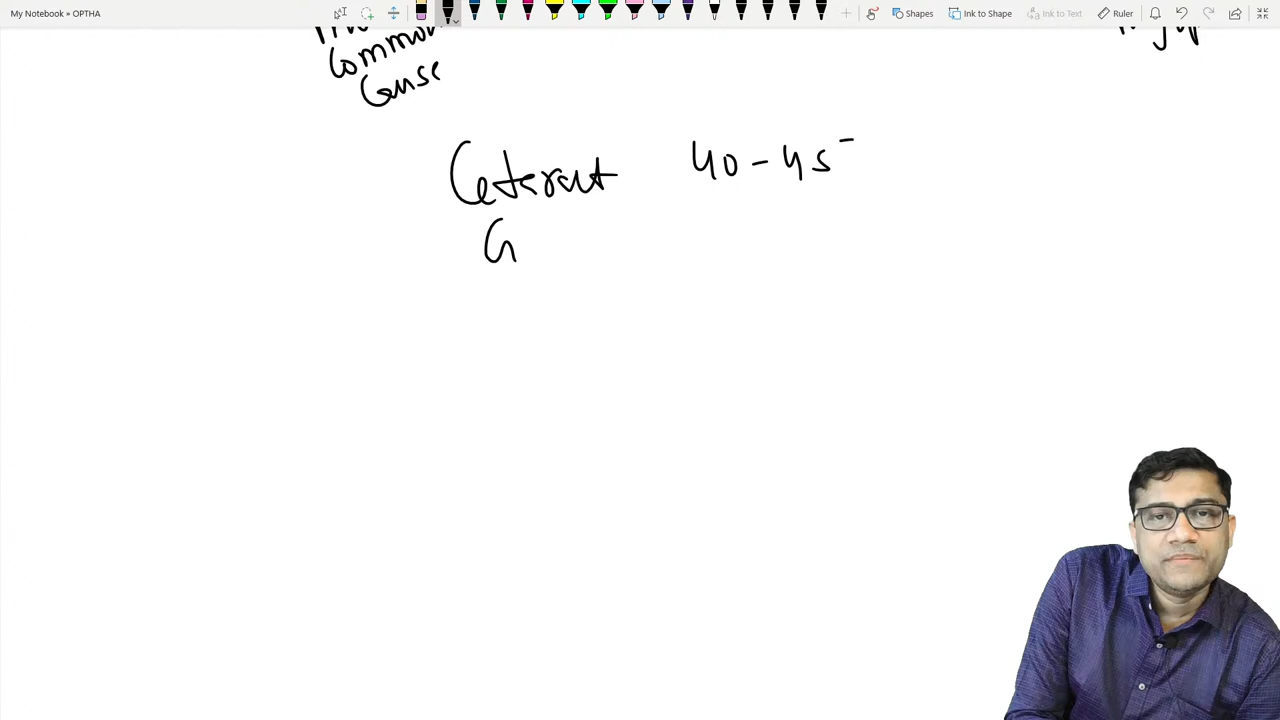 My Notebook » OPTHA
Shapes
Ink to Shape
Ink to Text
Ruler
Common
Cause
Cataract 40-45
G